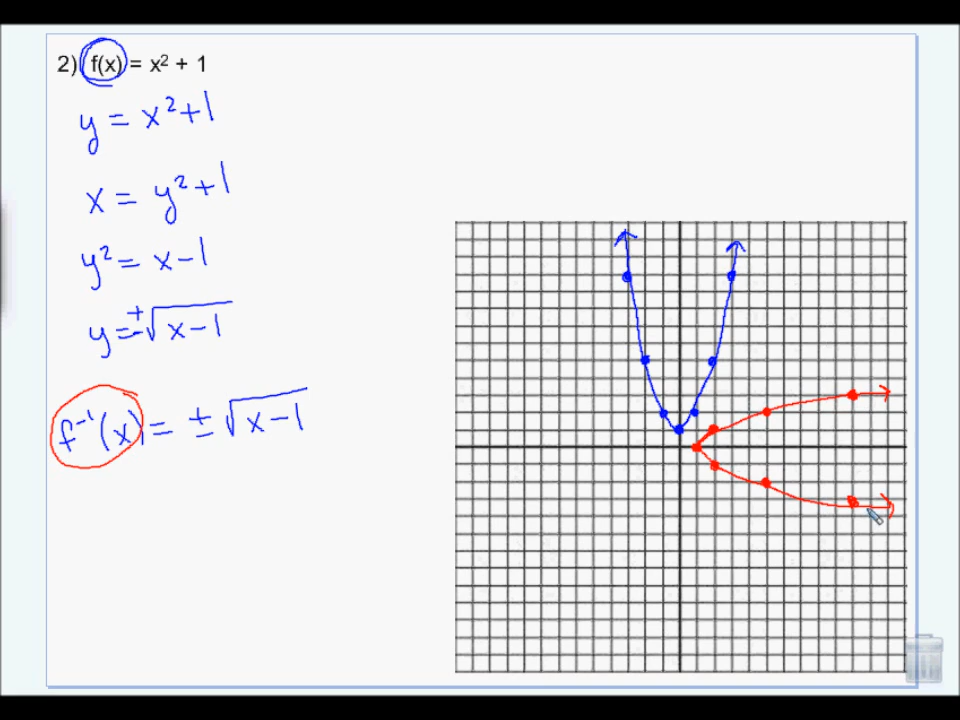 2) f(x) = x² + 1
y = x²+1
x = y²+1
y² = x-1
y=±√x-1
f⁻¹(x) = ±√x-1